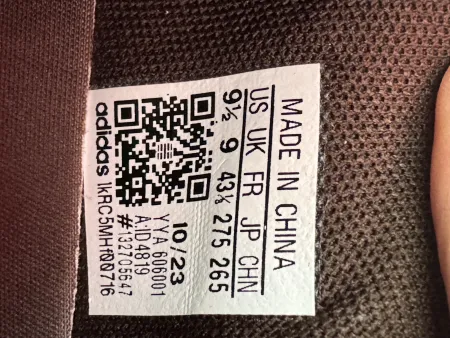 MADE IN CHINA
US UK FR JP CHN
9½ 9 43⅓ 275 265
10/23
YYA 606001
A.ID4819
#132705647
adidas 1kRC5MHf00716